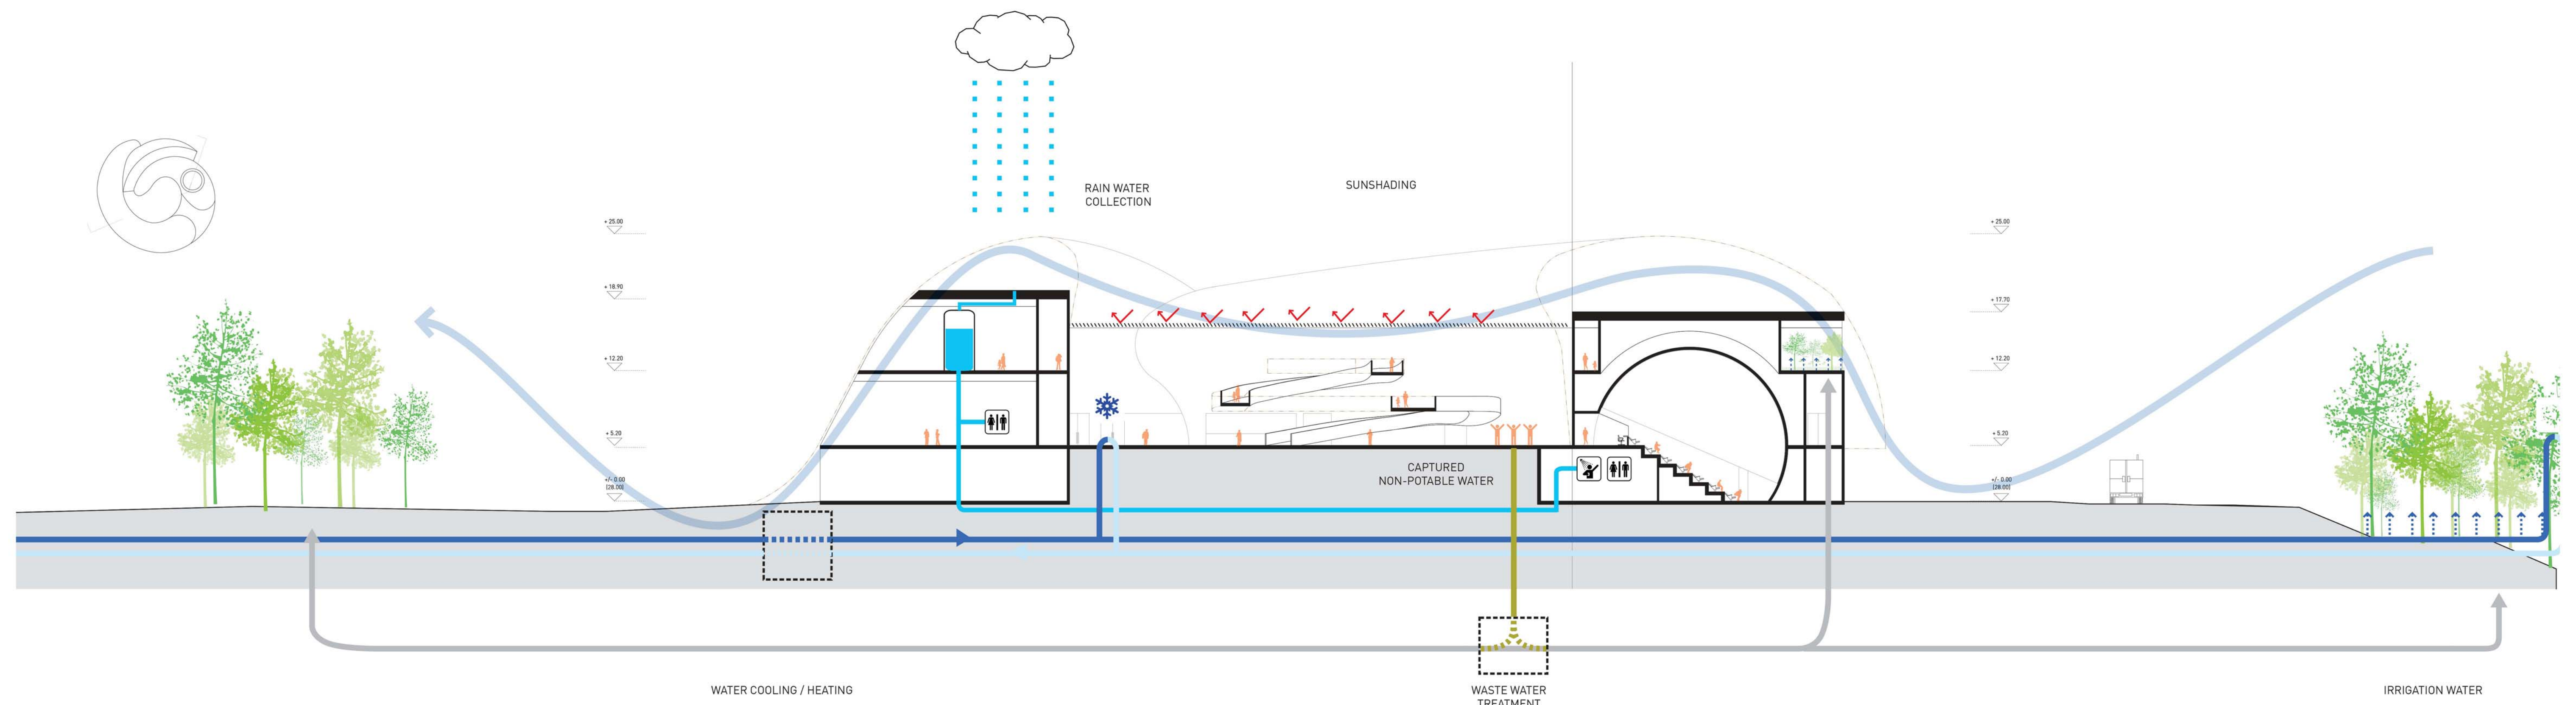 RAIN WATER
COLLECTION
SUNSHADING
+ 25.00
+ 18.90
+ 12.20
+ 5.20
+/- 0.00
(28.00)
+ 25.00
+ 17.70
+ 12.20
+ 5.20
+/- 0.00
(28.00)
CAPTURED
NON-POTABLE WATER
WATER COOLING / HEATING
WASTE WATER
TREATMENT
IRRIGATION WATER